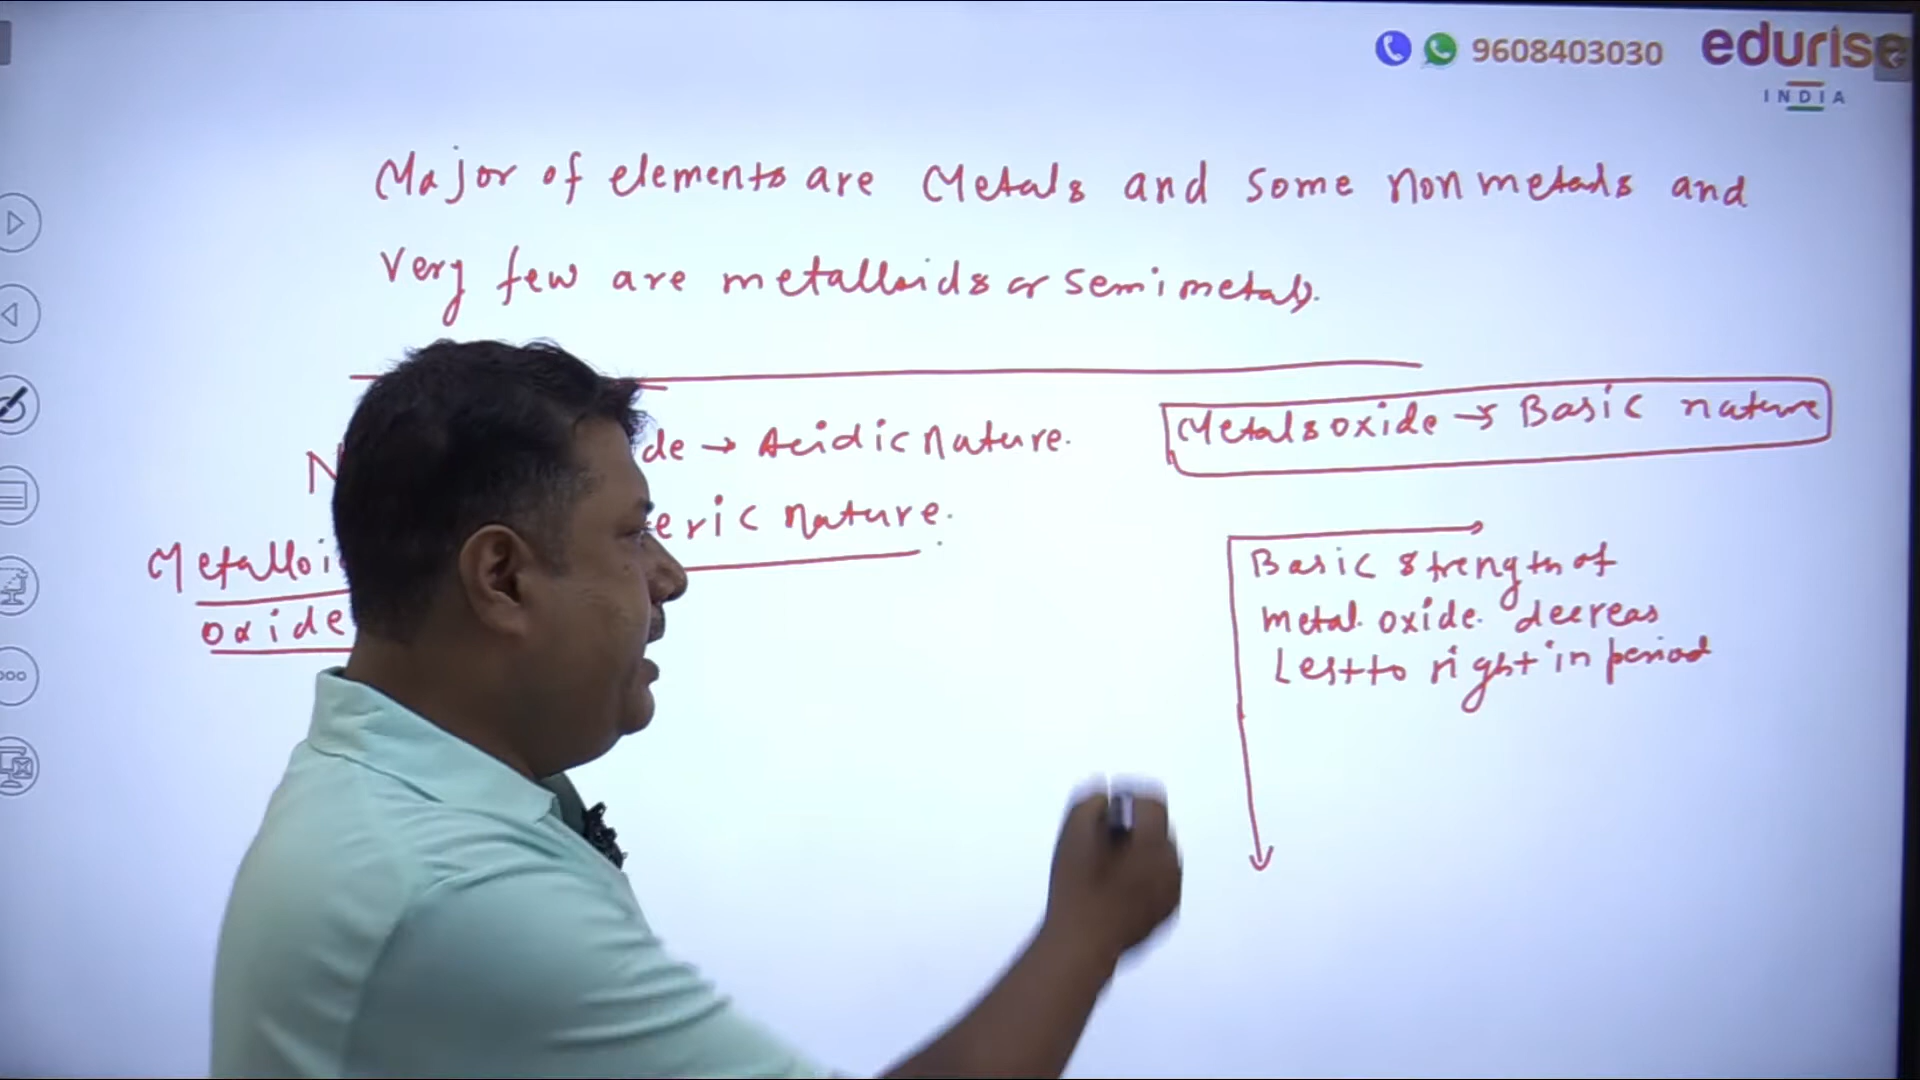 9608403030
edurise
INDIA
Major of elements are Metals and some nonmetals and
very few are metalloids or semimetals.
de → Acidic Nature.
Metals oxide → Basic nature
eric Nature.
Metalloi
oxide
Basic strength of
metal oxide decreas
Left to right in period